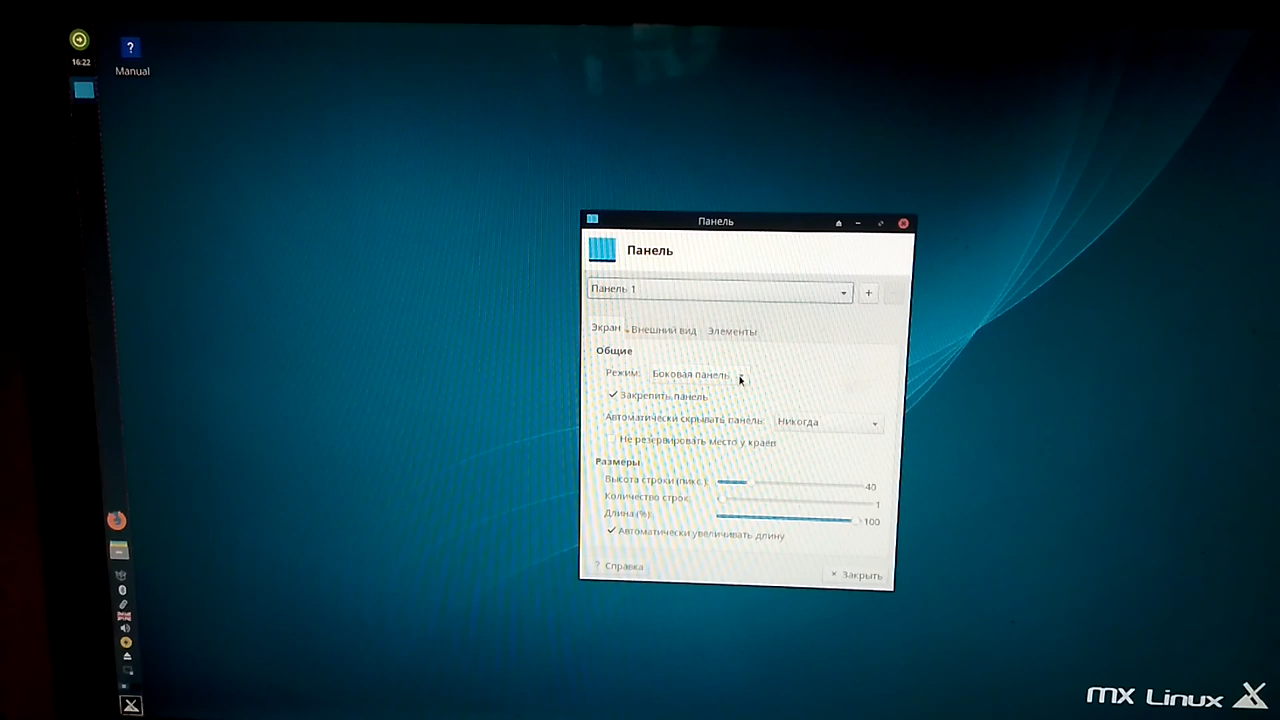 16:22
?
Manual
Панель
Панель
Панель 1
+
Экран Внешний вид Элементы
Общие
Режим: Боковая панель
Закрепить панель
Автоматически скрывать панель: Никогда
Не резервировать место у краев
Размеры
Высота строки (пикс.): 40
Количество строк: 1
Длина (%): 100
Автоматически увеличивать длину
? Справка
× Закрыть
mx Linux